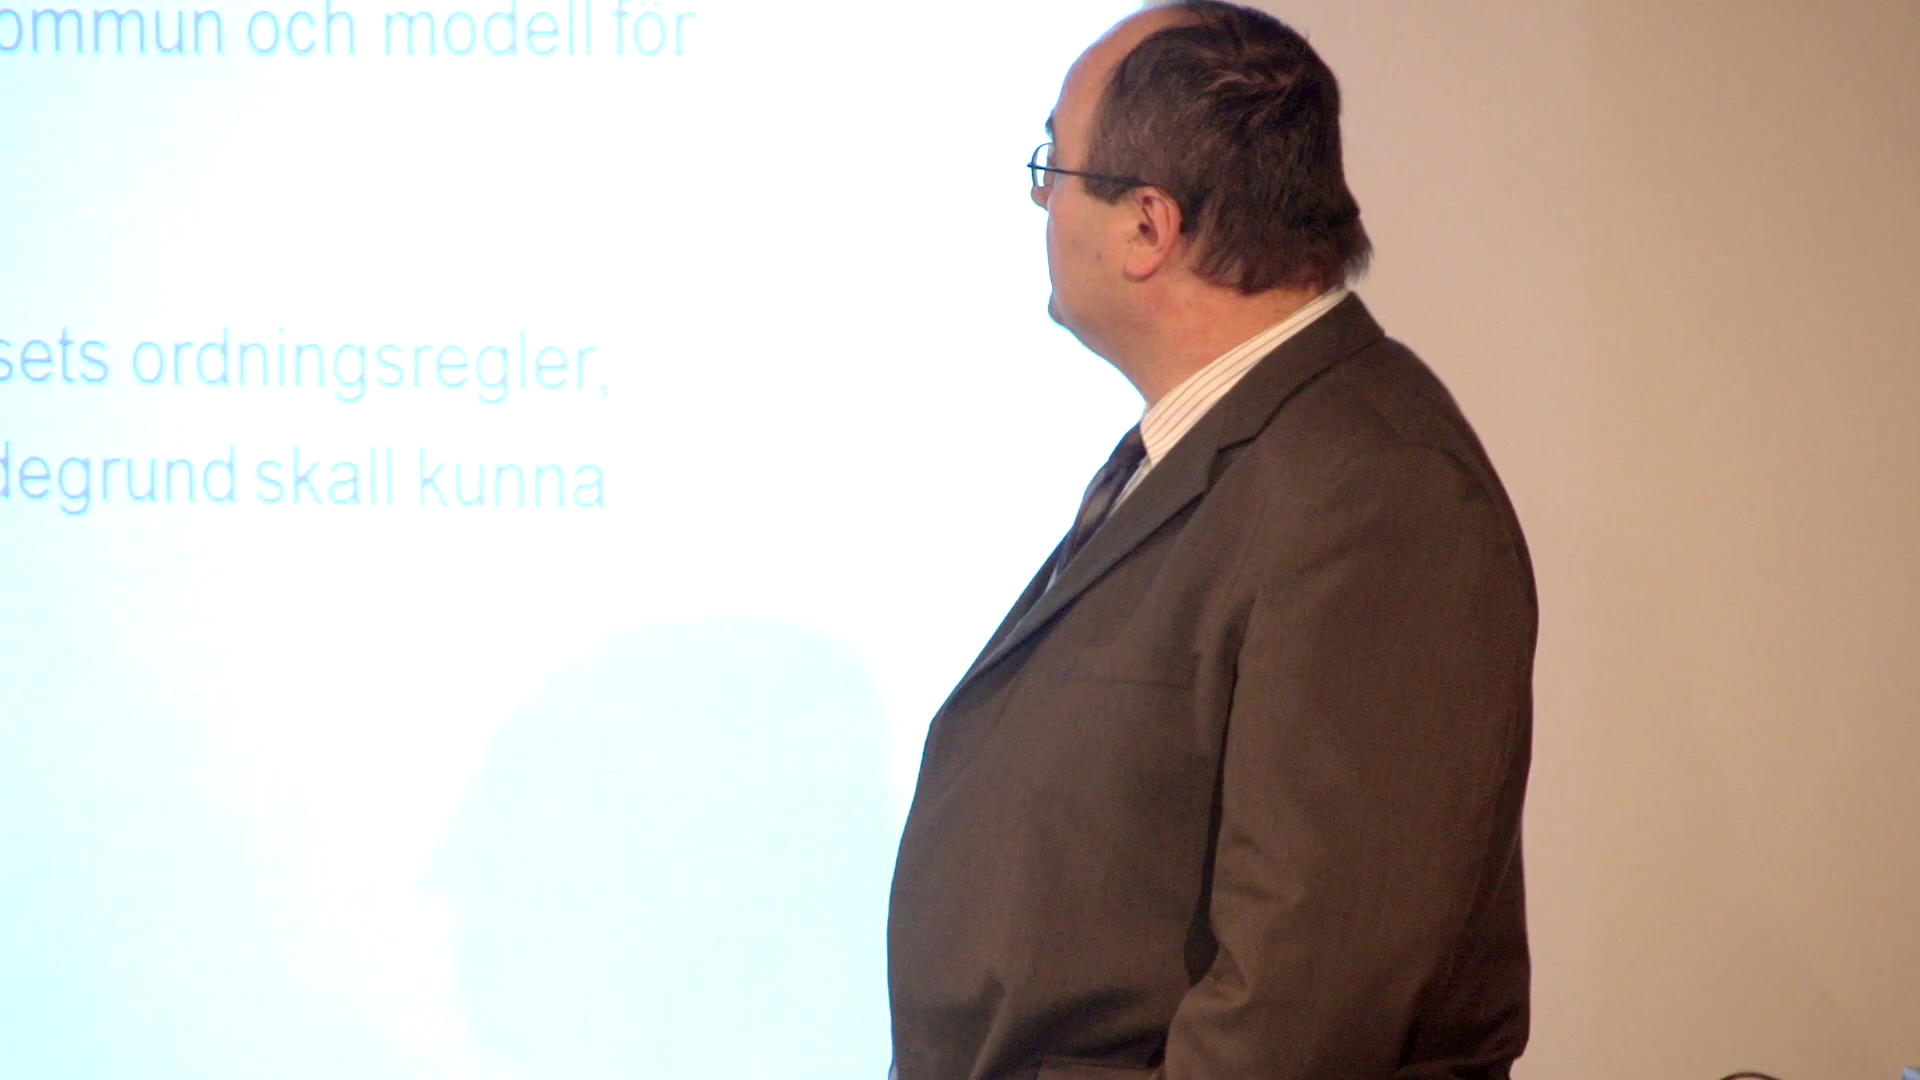 ommun och modell för
sets ordningsregler,
degrund skall kunna